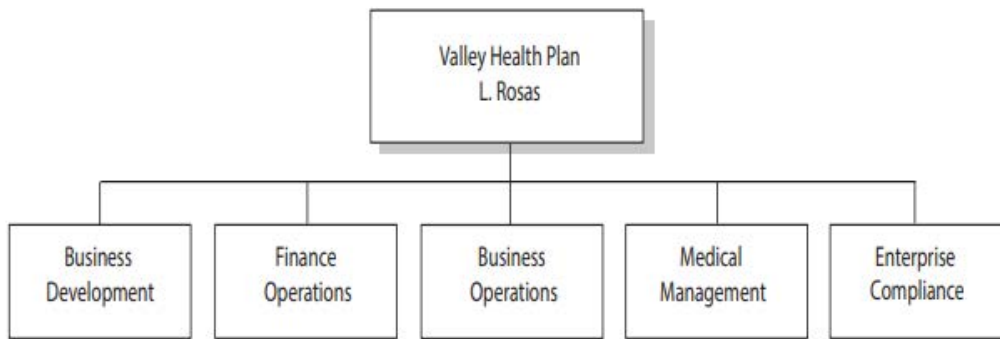 Valley Health Plan
L. Rosas
Business
Development
Finance
Operations
Business
Operations
Medical
Management
Enterprise
Compliance